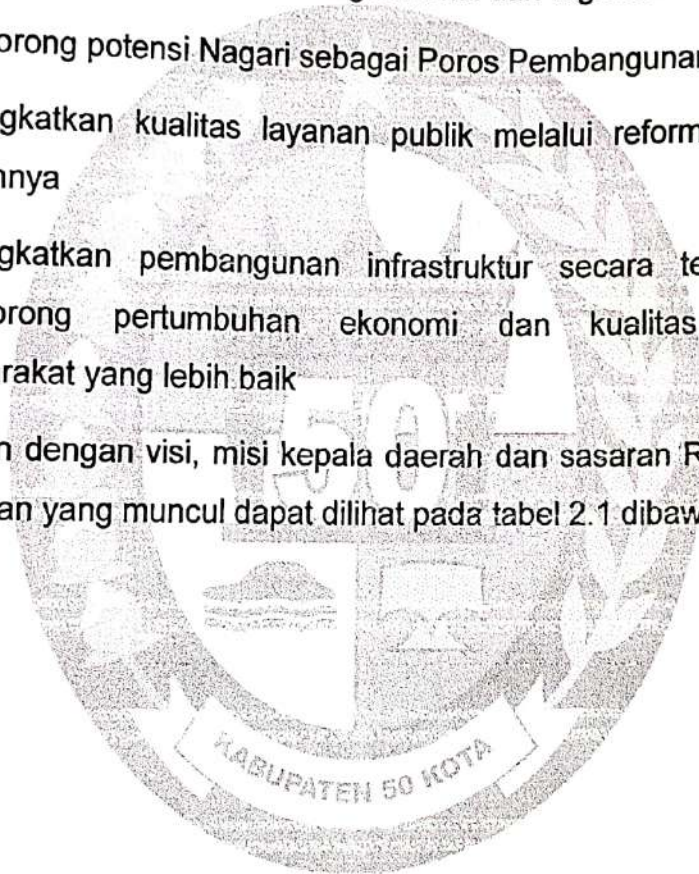 orong potensi Nagari sebagai Poros Pembangunan
gkatkan kualitas layanan publik melalui reform
nnya
gkatkan pembangunan infrastruktur secara te
orong pertumbuhan ekonomi dan kualitas
rakat yang lebih baik
50
n dengan visi, misi kepala daerah dan sasaran R
an yang muncul dapat dilihat pada tabel 2.1 dibaw
KABUPATEN 50 KOTA